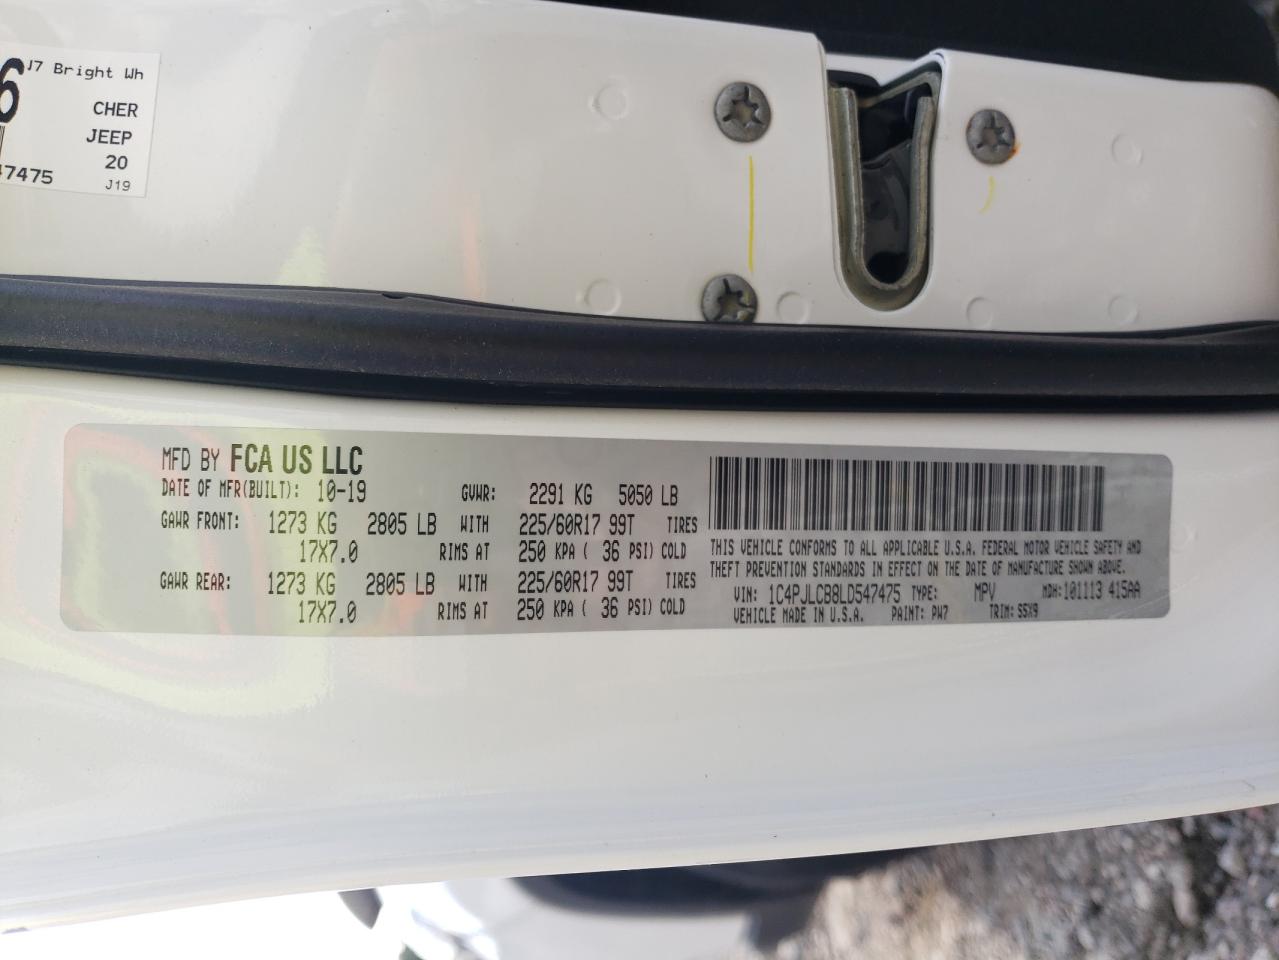 J7 Bright Wh
6
CHER
JEEP
20
47475
J19
MFD BY FCA US LLC
DATE OF MFR(BUILT): 10-19 GVWR: 2291 KG 5050 LB
GAWR FRONT: 1273 KG 2805 LB WITH 225/60R17 99T TIRES
17X7.0 RIMS AT 250 KPA ( 36 PSI) COLD
GAWR REAR: 1273 KG 2805 LB WITH 225/60R17 99T TIRES
17X7.0 RIMS AT 250 KPA ( 36 PSI) COLD
THIS VEHICLE CONFORMS TO ALL APPLICABLE U.S.A. FEDERAL MOTOR VEHICLE SAFETY AND
THEFT PREVENTION STANDARDS IN EFFECT ON THE DATE OF MANUFACTURE SHOWN ABOVE.
VIN: 1C4PJLCB8LD547475 TYPE: MPV MDH:101113 415AA
VEHICLE MADE IN U.S.A. PAINT: PW7 TRIM: S5X9